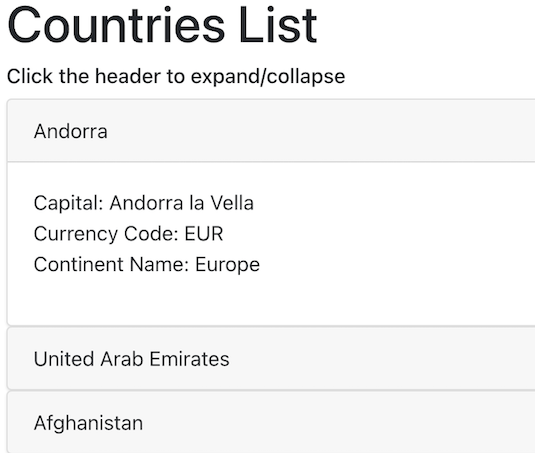 Countries List
Click the header to expand/collapse
Andorra
Capital: Andorra la Vella
Currency Code: EUR
Continent Name: Europe
United Arab Emirates
Afghanistan